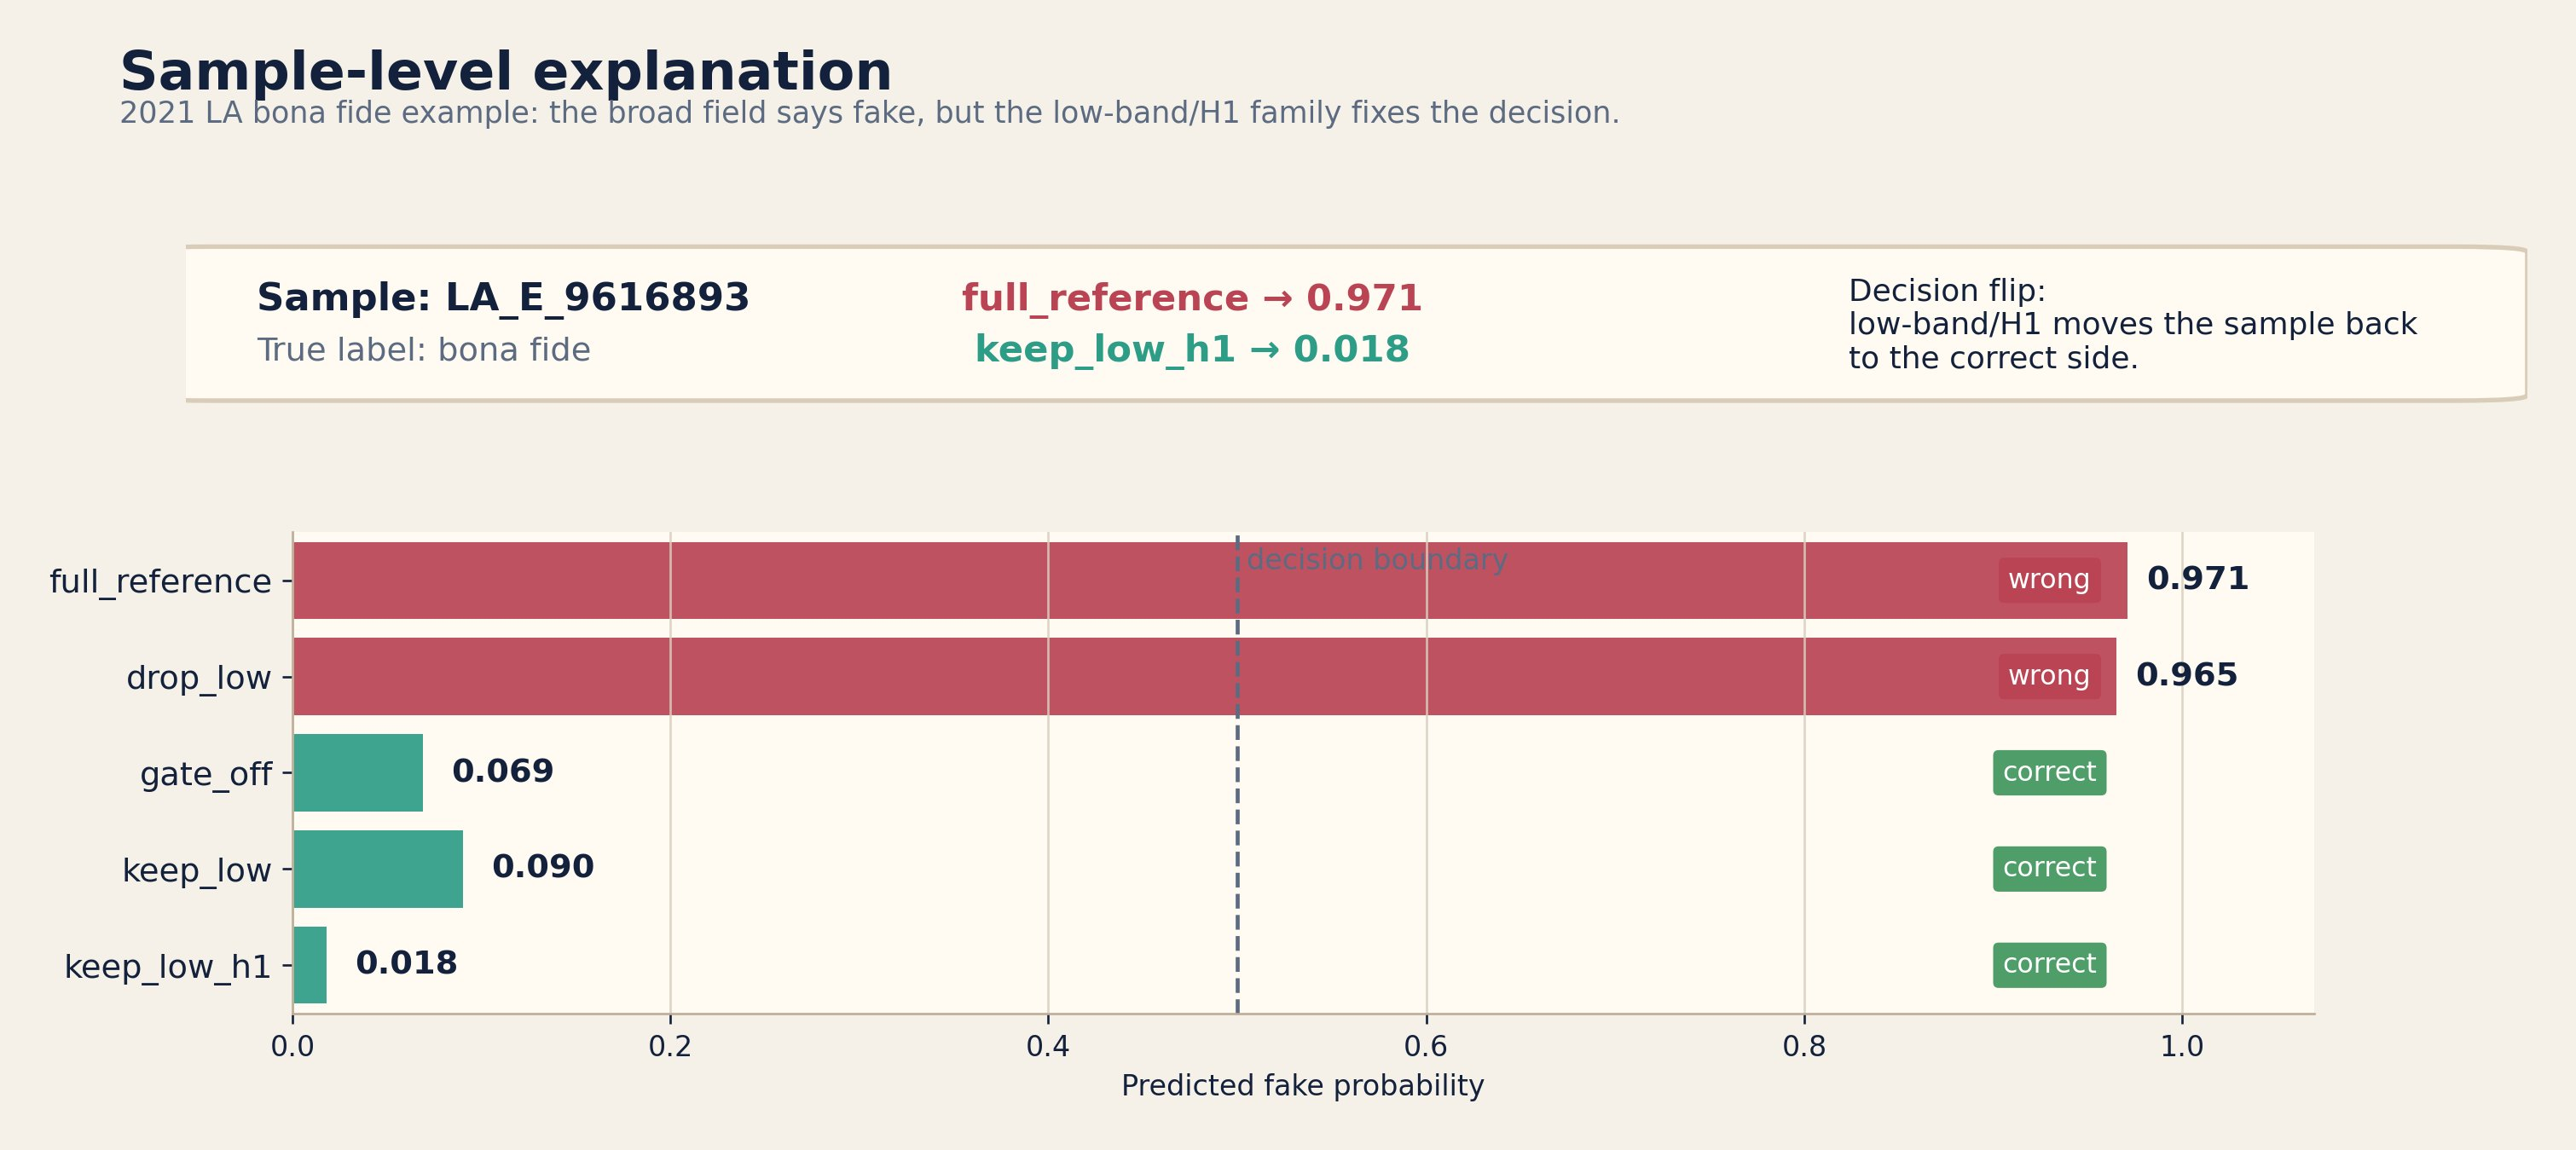 Sample-level explanation
2021 LA bona fide example: the broad field says fake, but the low-band/H1 family fixes the decision.
Sample: LA_E_9616893
True label: bona fide
full_reference → 0.971
keep_low_h1 → 0.018
Decision flip:
low-band/H1 moves the sample back
to the correct side.
decision boundary
full_reference wrong 0.971
drop_low wrong 0.965
gate_off 0.069 correct
keep_low 0.090 correct
keep_low_h1 0.018 correct
0.0 0.2 0.4 0.6 0.8 1.0
Predicted fake probability